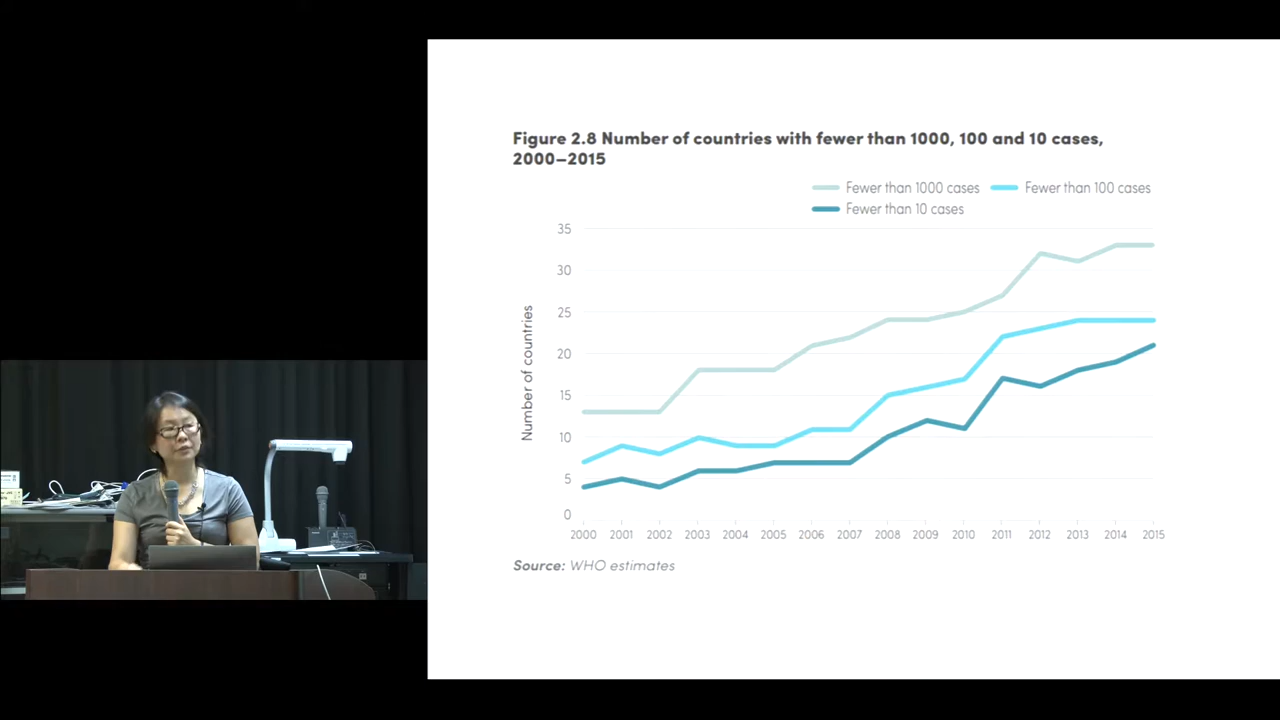 Figure 2.8 Number of countries with fewer than 1000, 100 and 10 cases,
2000–2015
Fewer than 1000 cases
Fewer than 100 cases
Fewer than 10 cases
Number of countries
35
30
25
20
15
10
5
0
2000 2001 2002 2003 2004 2005 2006 2007 2008 2009 2010 2011 2012 2013 2014 2015
Source: WHO estimates